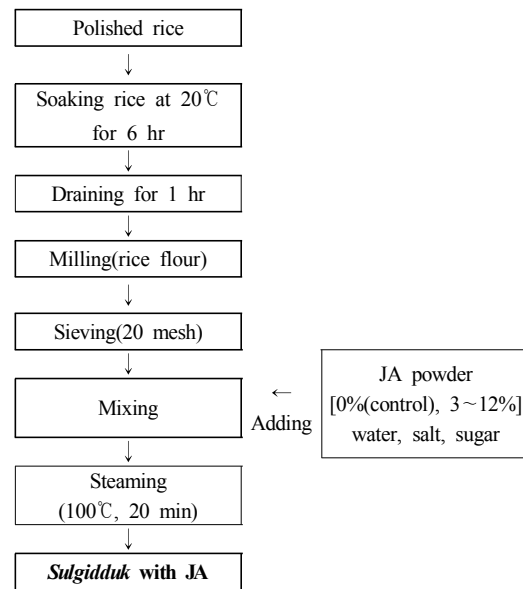 Polished rice
↓
Soaking rice at 20℃
for 6 hr
↓
Draining for 1 hr
↓
Milling(rice flour)
↓
Sieving(20 mesh)
↓
Mixing
←
Adding
JA powder
[0%(control), 3～12%]
water, salt, sugar
↓
Steaming
(100℃, 20 min)
↓
Sulgidduk with JA